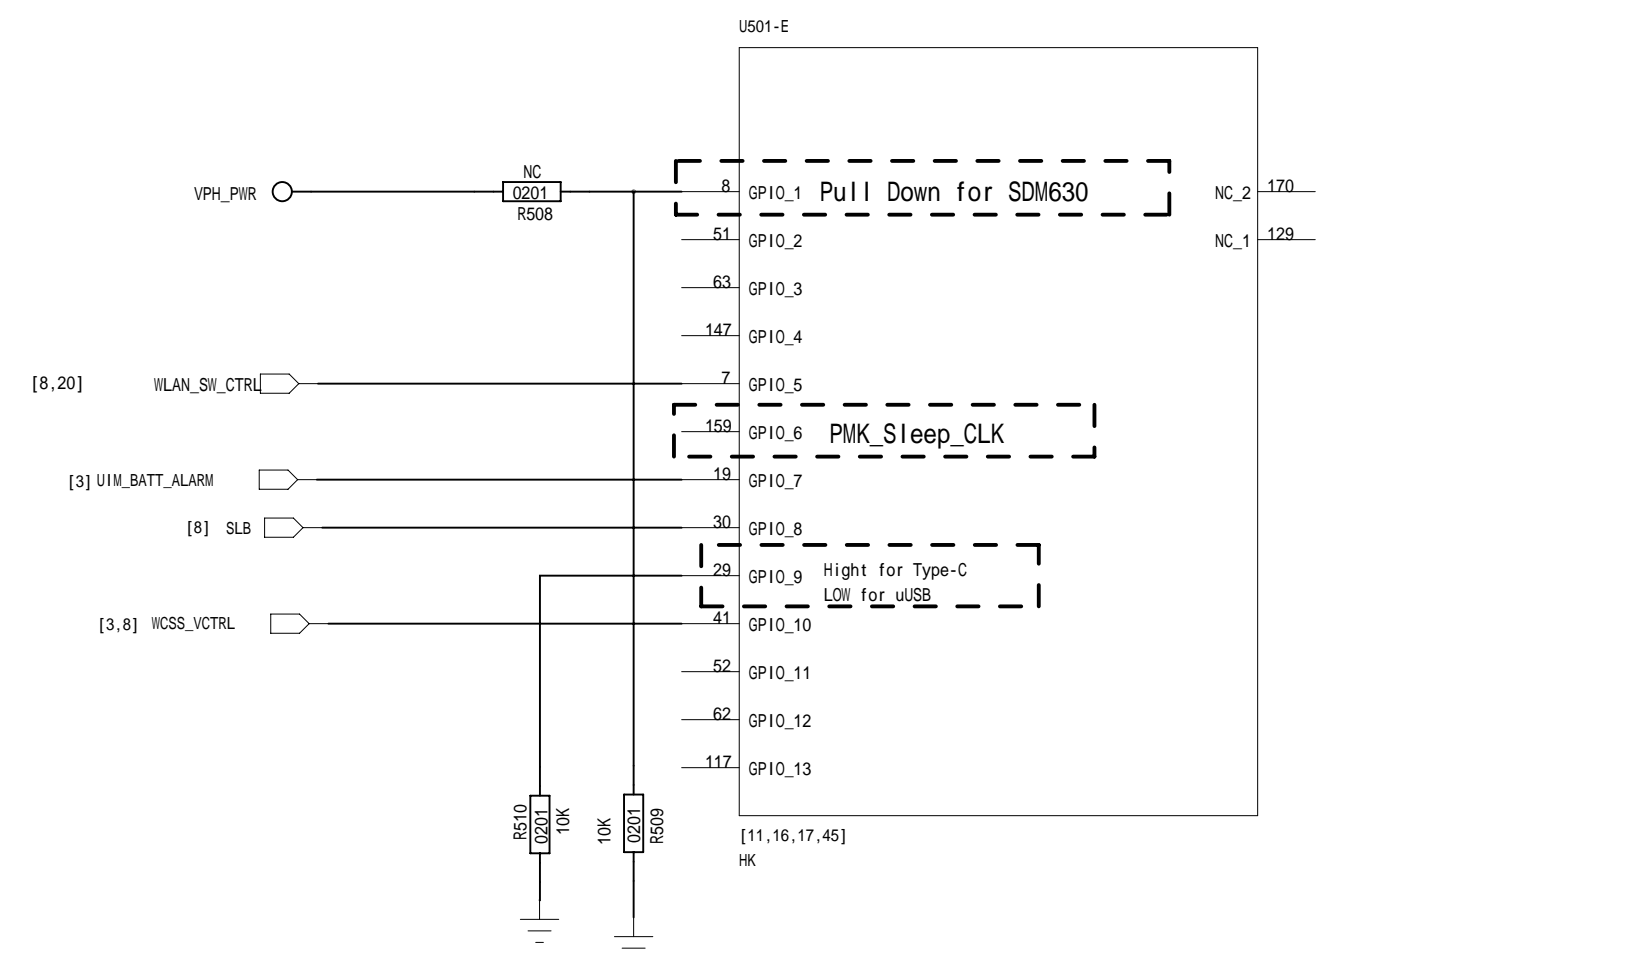 U501-E
NC
0201
R508
VPH_PWR
8 GPIO_1 Pull Down for SDM630
NC_2 170
51 GPIO_2
NC_1 129
63 GPIO_3
147 GPIO_4
[8,20] WLAN_SW_CTRL
7 GPIO_5
159 GPIO_6 PMK_Sleep_CLK
[3] UIM_BATT_ALARM
19 GPIO_7
[8] SLB
30 GPIO_8
29 GPIO_9 Hight for Type-C
LOW for uUSB
[3,8] WCSS_VCTRL
41 GPIO_10
52 GPIO_11
62 GPIO_12
117 GPIO_13
R510
0201
10K
10K
0201
R509
[11,16,17,45]
HK